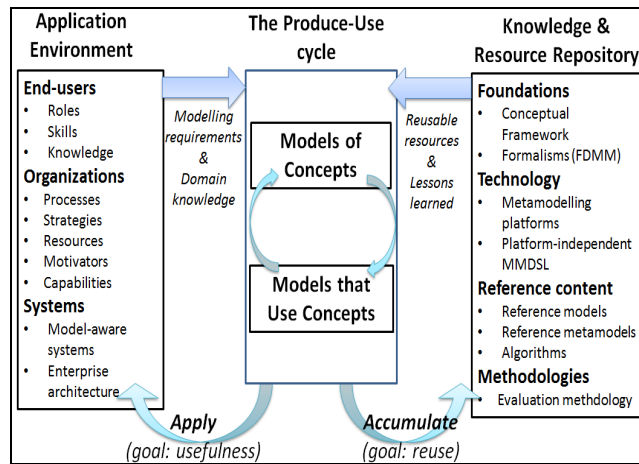 Application
Environment
End-users
• Roles
• Skills
• Knowledge
Organizations
• Processes
• Strategies
• Resources
• Motivators
• Capabilities
Systems
• Model-aware
systems
• Enterprise
architecture
Modelling
requirements
&
Domain
knowledge
The Produce-Use
cycle
Models of
Concepts
Models that
Use Concepts
Reusable
resources
&
Lessons
learned
Knowledge &
Resource Repository
Foundations
• Conceptual
Framework
• Formalisms (FDMM)
Technology
• Metamodelling
platforms
• Platform-independent
MMDSL
Reference content
• Reference models
• Reference metamodels
• Algorithms
Methodologies
• Evaluation methdology
Apply
(goal: usefulness)
Accumulate
(goal: reuse)